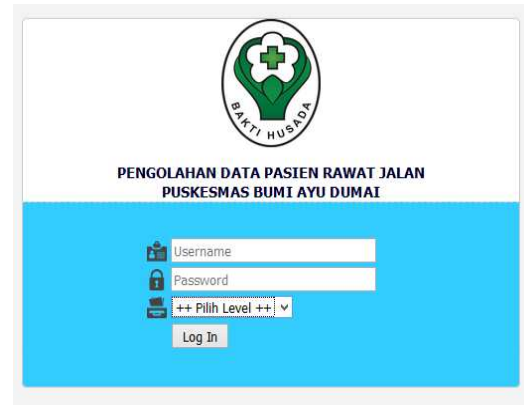 BAKTI HUSADA
PENGOLAHAN DATA PASIEN RAWAT JALAN
PUSKESMAS BUMI AYU DUMAI
Username
Password
++ Pilih Level ++
Log In